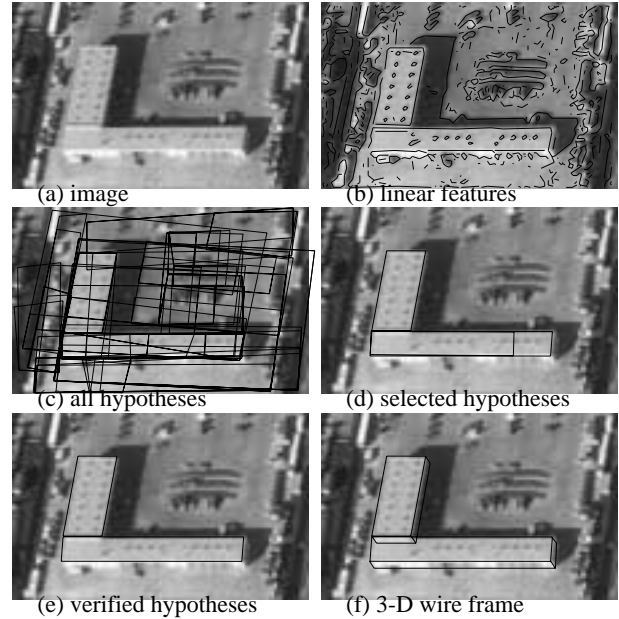 (a) image
(b) linear features
(c) all hypotheses
(d) selected hypotheses
(e) verified hypotheses
(f) 3-D wire frame